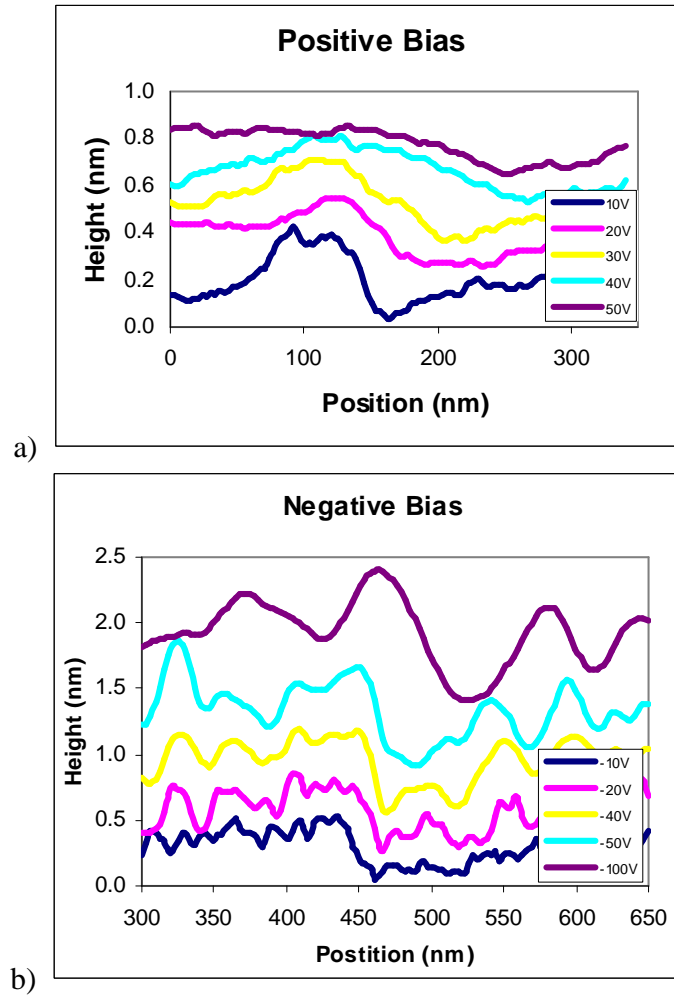 Positive Bias
1.0
0.8
0.6
0.4
0.2
0.0
Height (nm)
0 100 200 300
Position (nm)
10V
20V
30V
40V
50V
a)
Negative Bias
2.5
2.0
1.5
1.0
0.5
0.0
Height (nm)
300 350 400 450 500 550 600 650
Postition (nm)
-10V
-20V
-40V
-50V
-100V
b)